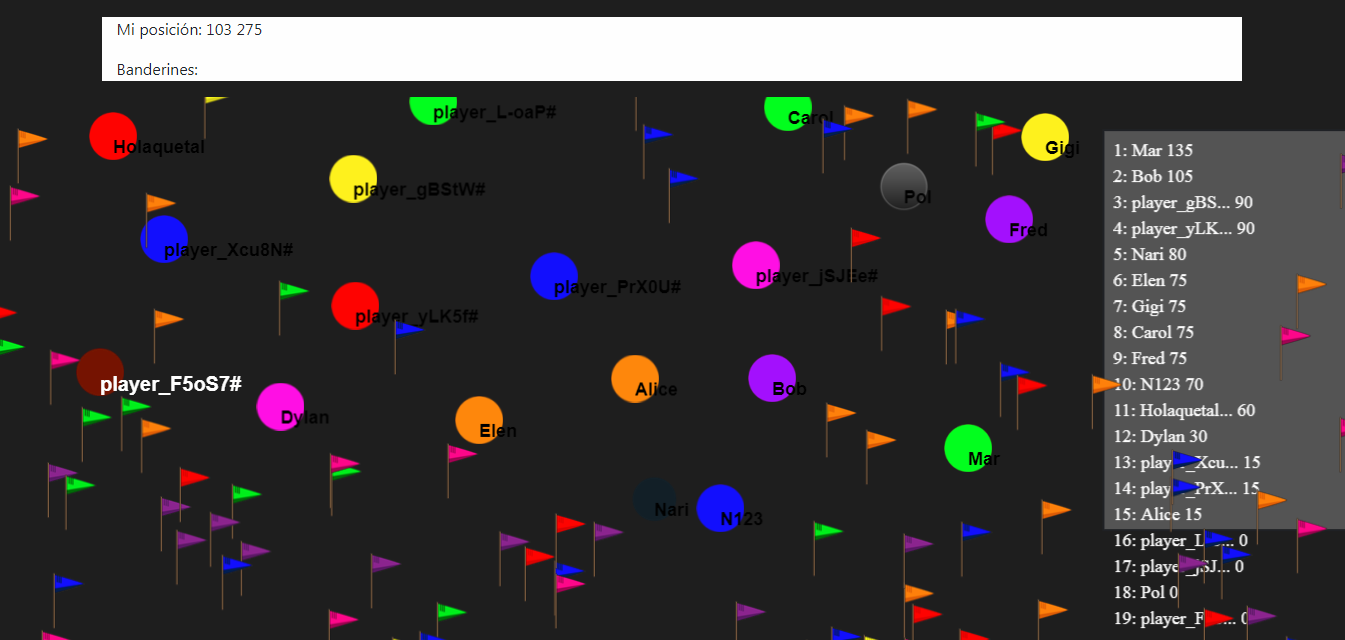 Mi posición: 103 275
Banderines:
player_L-oaP#
Carol
Holaquetal
Gigi
player_gBStW#
Pol
Fred
player_Xcu8N#
player_jSJEe#
player_PrX0U#
player_yLK5f#
player_F5oS7#
Alice
Bob
Dylan
Elen
Mar
Nari
N123
1: Mar 135
2: Bob 105
3: player_gBS... 90
4: player_yLK... 90
5: Nari 80
6: Elen 75
7: Gigi 75
8: Carol 75
9: Fred 75
10: N123 70
11: Holaquetal... 60
12: Dylan 30
13: player_Xcu... 15
14: player_PrX... 15
15: Alice 15
16: player_L... 0
17: player_jSJ... 0
18: Pol 0
19: player_F... 0